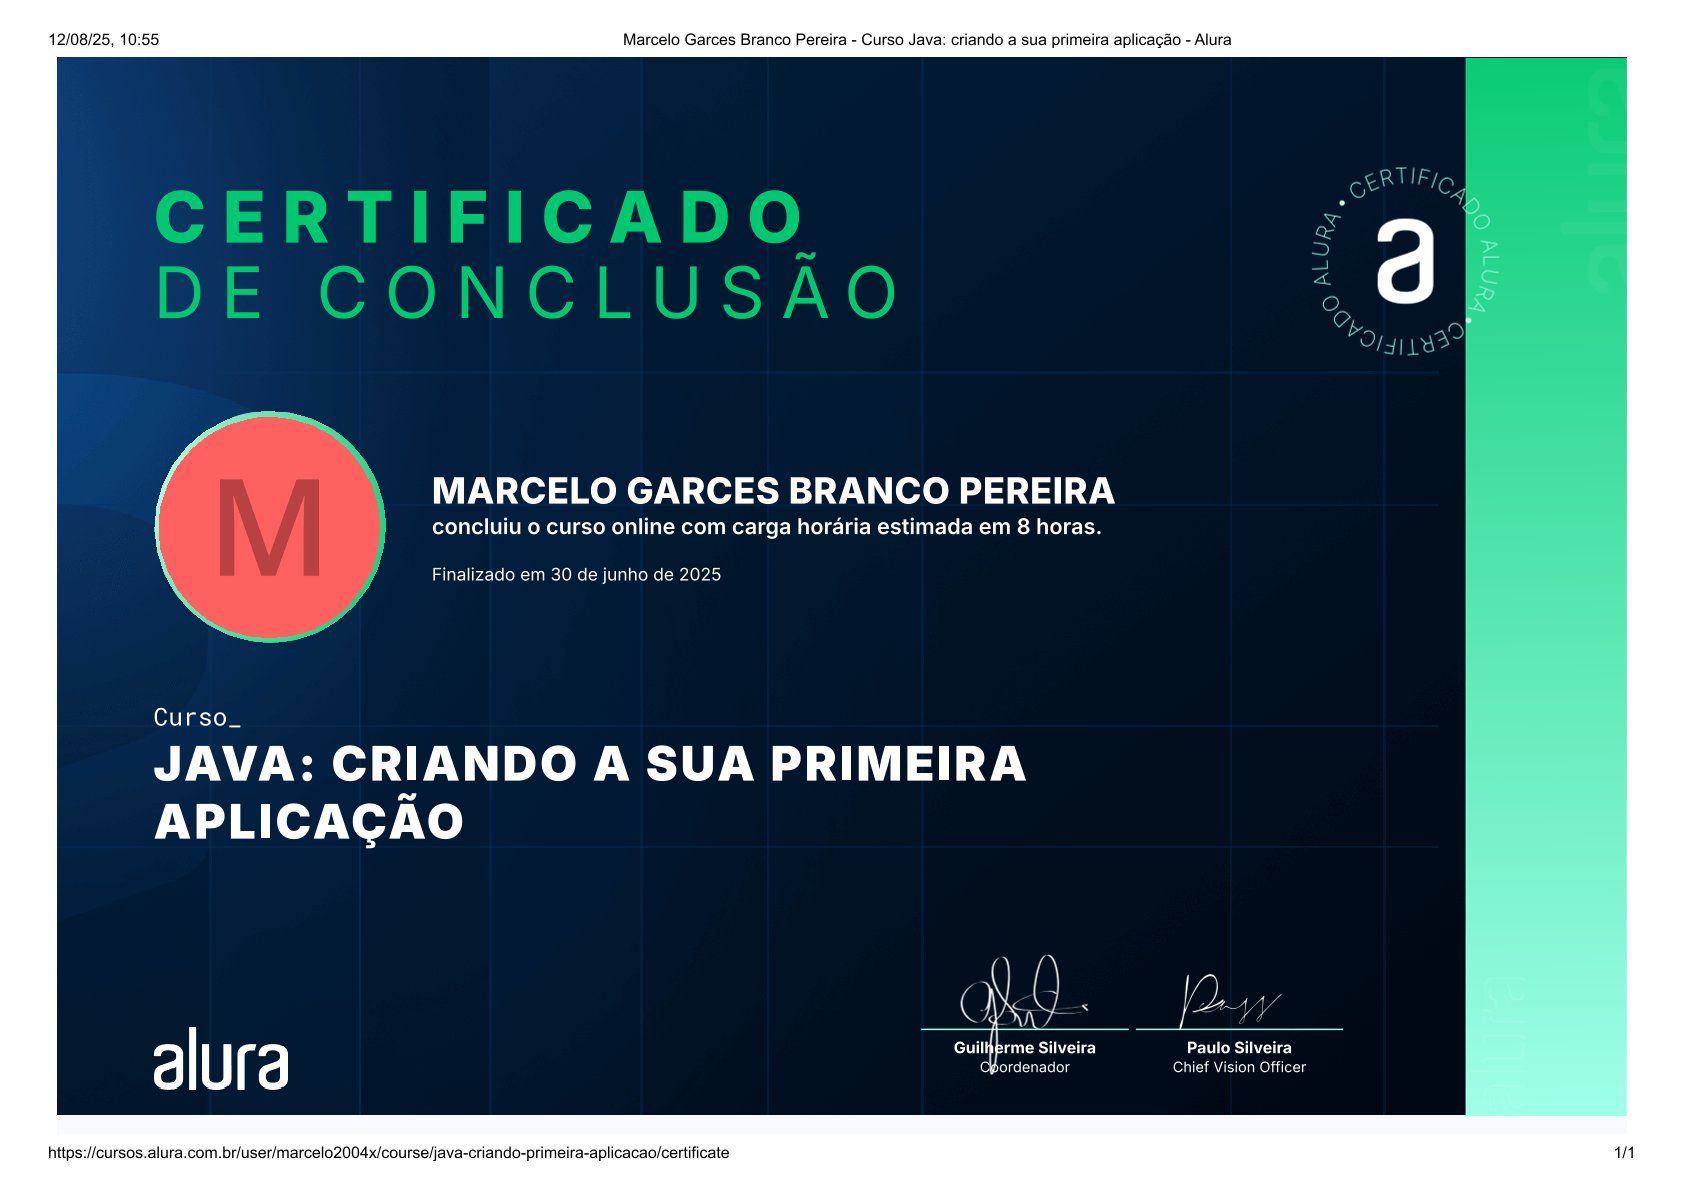 12/08/25, 10:55
Marcelo Garces Branco Pereira - Curso Java: criando a sua primeira aplicação - Alura
CERTIFICADO
DE CONCLUSÃO
• CERTIFICADO ALURA • CERTIFICADO ALURA
a
alura
M
MARCELO GARCES BRANCO PEREIRA
concluiu o curso online com carga horária estimada em 8 horas.
Finalizado em 30 de junho de 2025
Curso_
JAVA: CRIANDO A SUA PRIMEIRA
APLICAÇÃO
Guilherme Silveira
Coordenador
Paulo Silveira
Chief Vision Officer
alura
alura
https://cursos.alura.com.br/user/marcelo2004x/course/java-criando-primeira-aplicacao/certificate
1/1